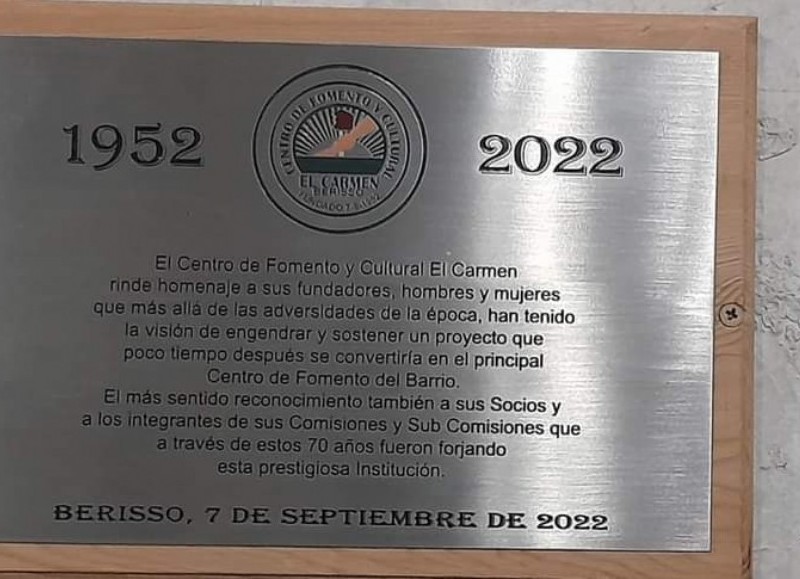 1952
CENTRO DE FOMENTO Y CULTURAL
EL CARMEN
BERISSO
2022
El Centro de Fomento y Cultural El Carmen
rinde homenaje a sus fundadores, hombres y mujeres
que más allá de las adversidades de la época, han tenido
la visión de engendrar y sostener un proyecto que
poco tiempo después se convertiría en el principal
Centro de Fomento del Barrio.
El más sentido reconocimiento también a sus Socios y
a los integrantes de sus Comisiones y Sub Comisiones que
a través de estos 70 años fueron forjando
esta prestigiosa Institución.
BERISSO, 7 DE SEPTIEMBRE DE 2022